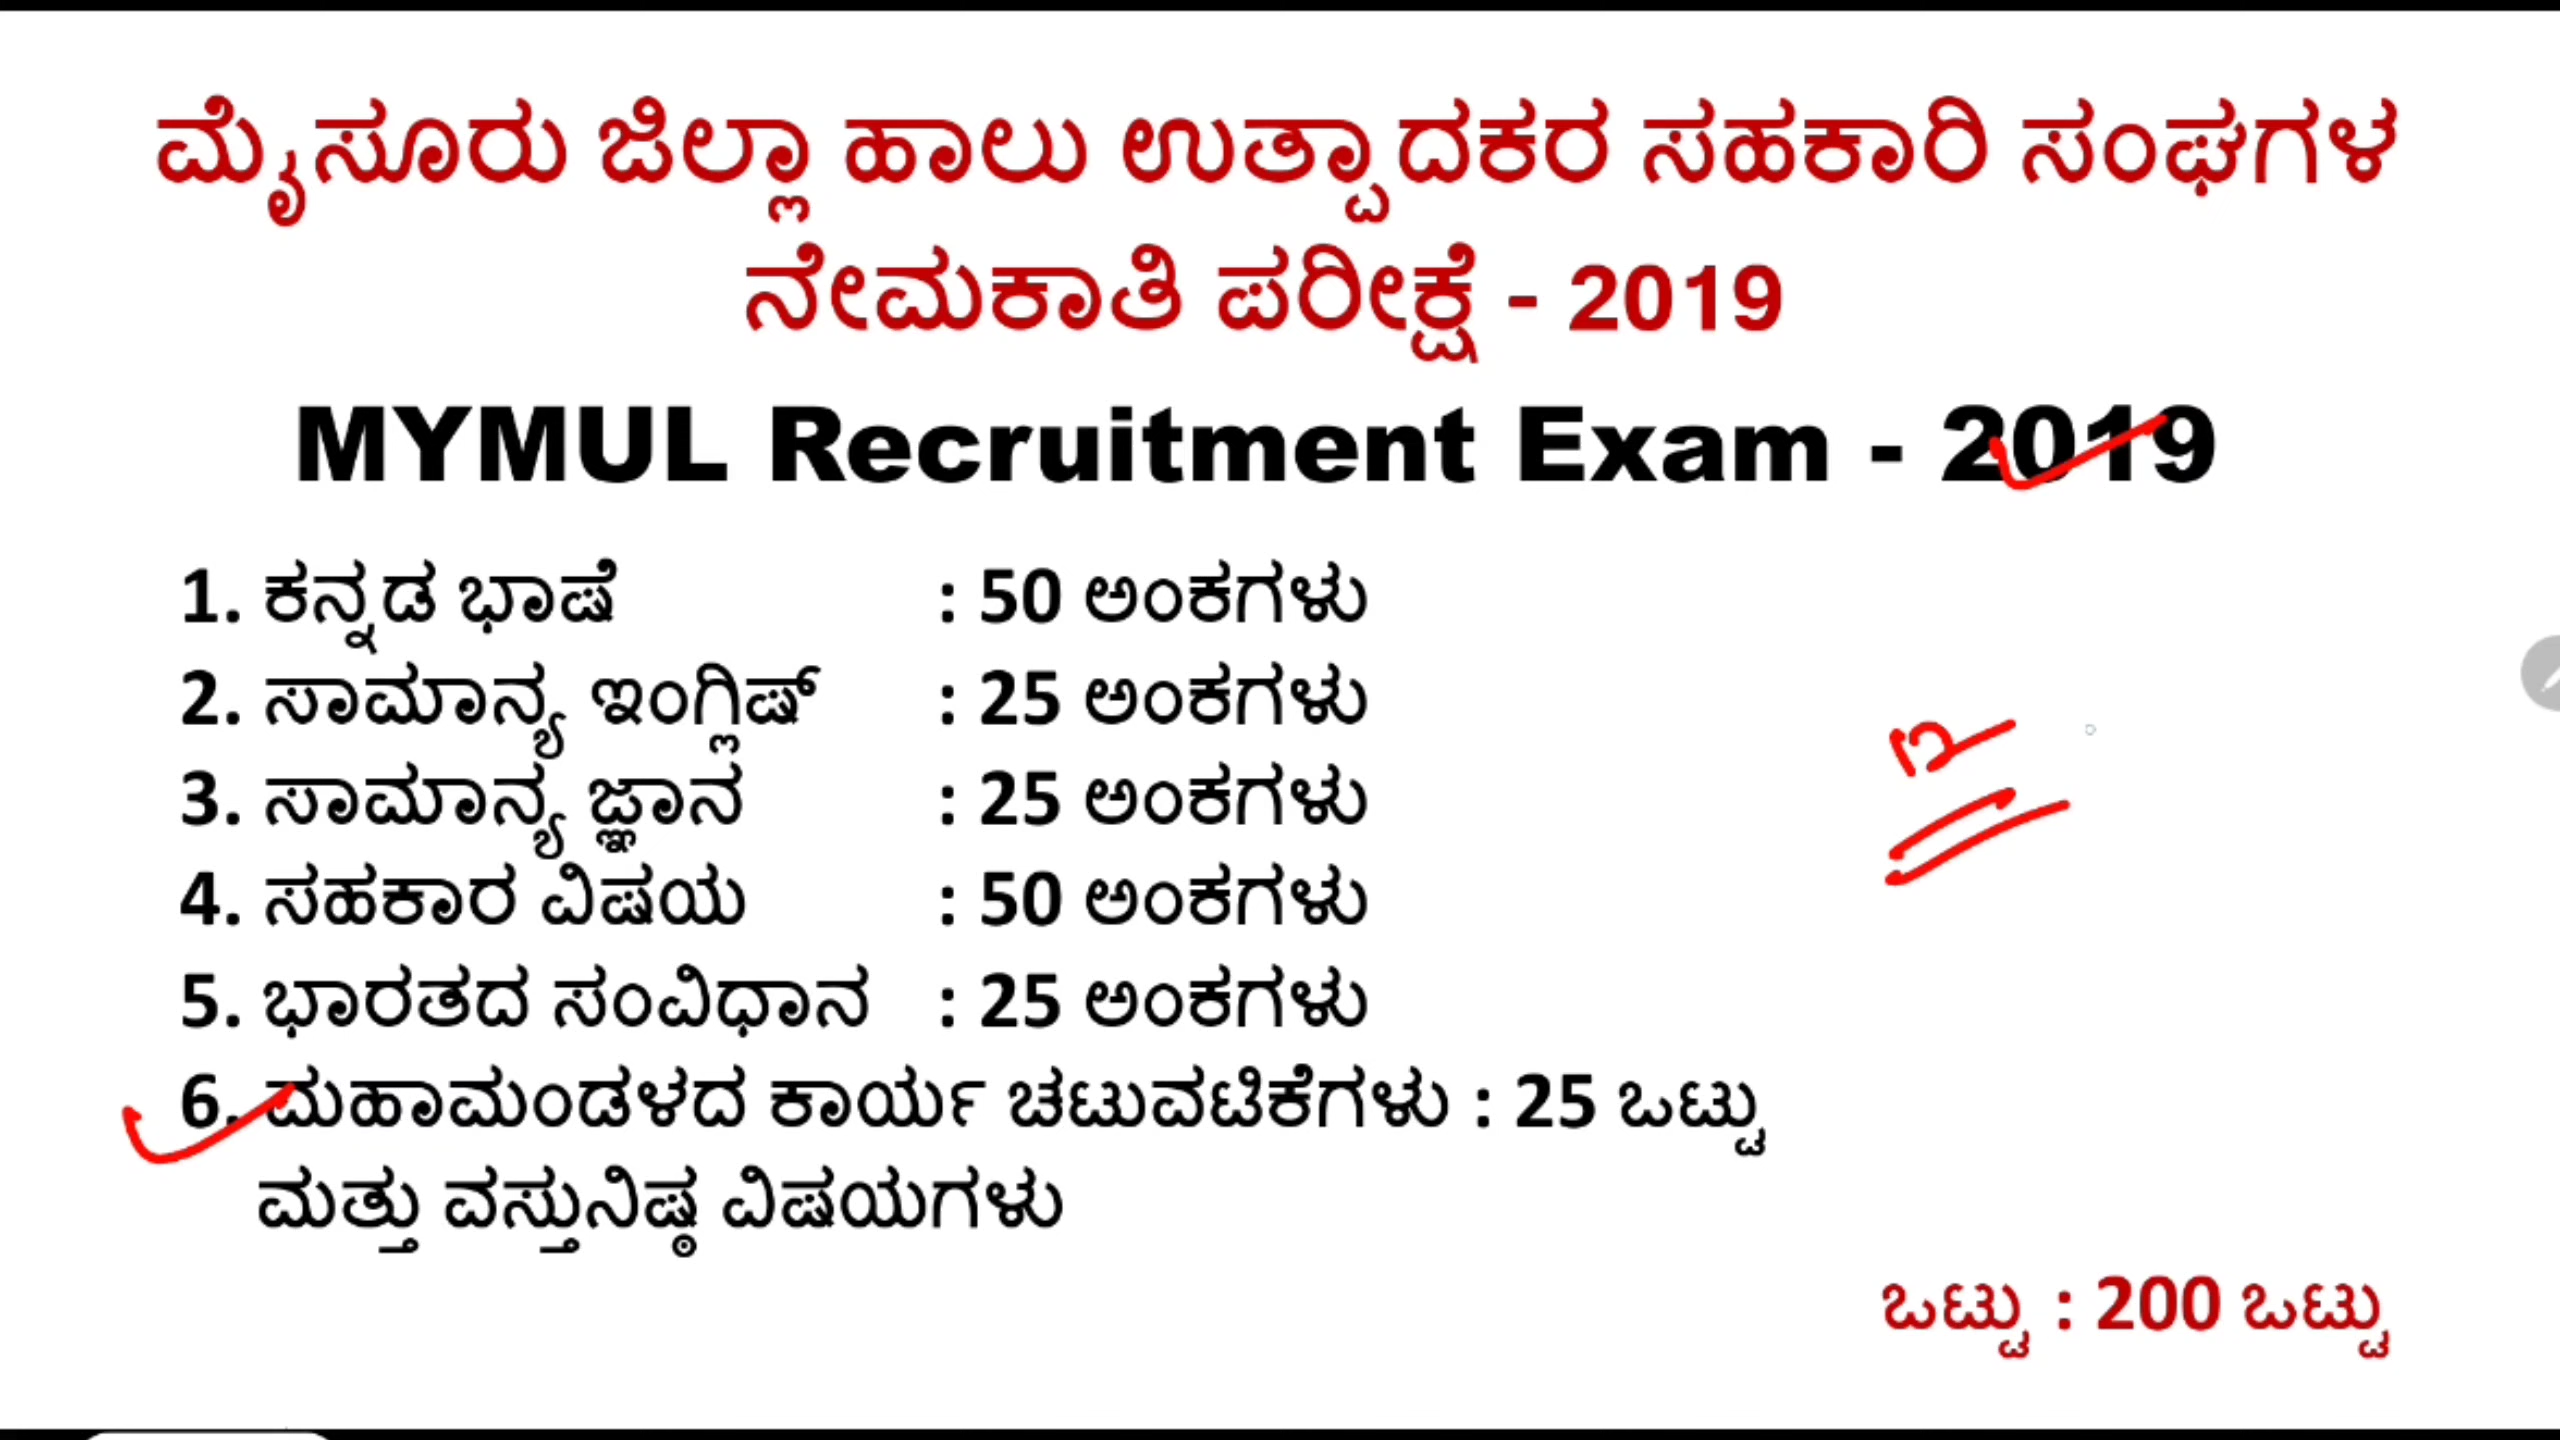 ಮೈಸೂರು ಜಿಲ್ಲಾ ಹಾಲು ಉತ್ಪಾದಕರ ಸಹಕಾರಿ ಸಂಘಗಳ
ನೇಮಕಾತಿ ಪರೀಕ್ಷೆ - 2019
MYMUL Recruitment Exam - 2019
1. ಕನ್ನಡ ಭಾಷೆ : 50 ಅಂಕಗಳು
2. ಸಾಮಾನ್ಯ ಇಂಗ್ಲಿಷ್ : 25 ಅಂಕಗಳು
3. ಸಾಮಾನ್ಯ ಜ್ಞಾನ : 25 ಅಂಕಗಳು
4. ಸಹಕಾರ ವಿಷಯ : 50 ಅಂಕಗಳು
5. ಭಾರತದ ಸಂವಿಧಾನ : 25 ಅಂಕಗಳು
6. ಮಹಾಮಂಡಳದ ಕಾರ್ಯ ಚಟುವಟಿಕೆಗಳು : 25 ಒಟ್ಟು
ಮತ್ತು ವಸ್ತುನಿಷ್ಠ ವಿಷಯಗಳು
ಒಟ್ಟು : 200 ಒಟ್ಟು